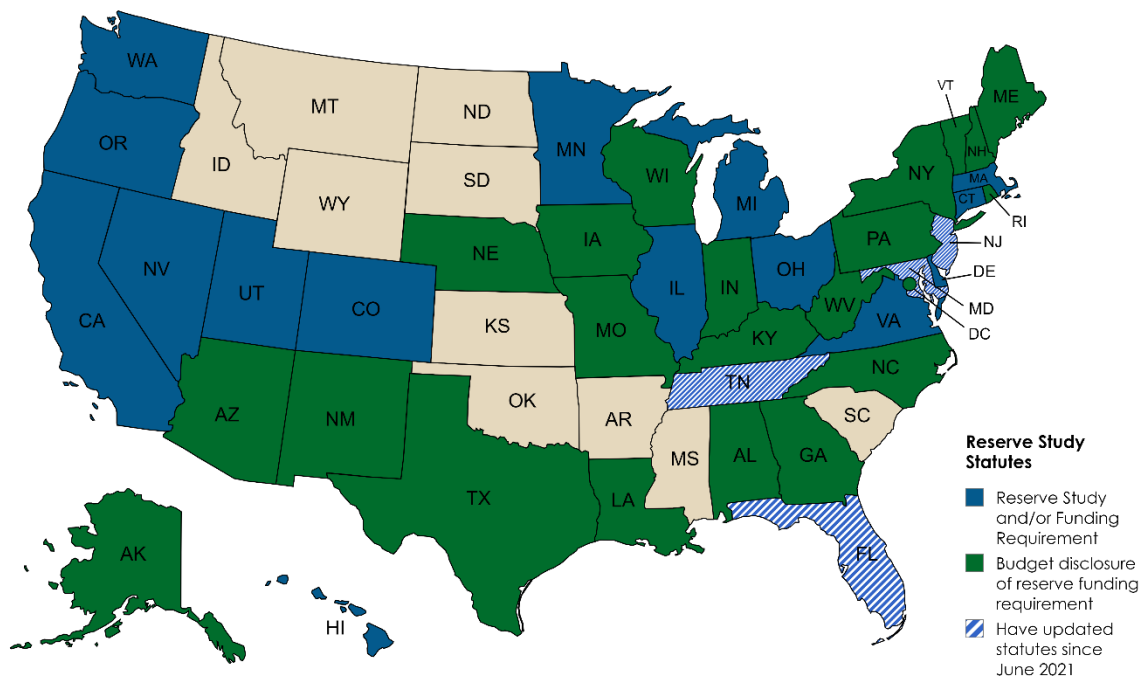 WA
MT
ND
MN
VT
ME
OR
ID
SD
WI
NY
NH
MA
WY
MI
CT
RI
NE
IA
PA
NJ
NV
UT
CO
IL
IN
OH
DE
CA
KS
MO
WV
VA
MD
KY
DC
TN
NC
AZ
NM
OK
AR
SC
MS
AL
GA
TX
LA
FL
AK
HI
Reserve Study
Statutes
Reserve Study
and/or Funding
Requirement
Budget disclosure
of reserve funding
requirement
Have updated
statutes since
June 2021